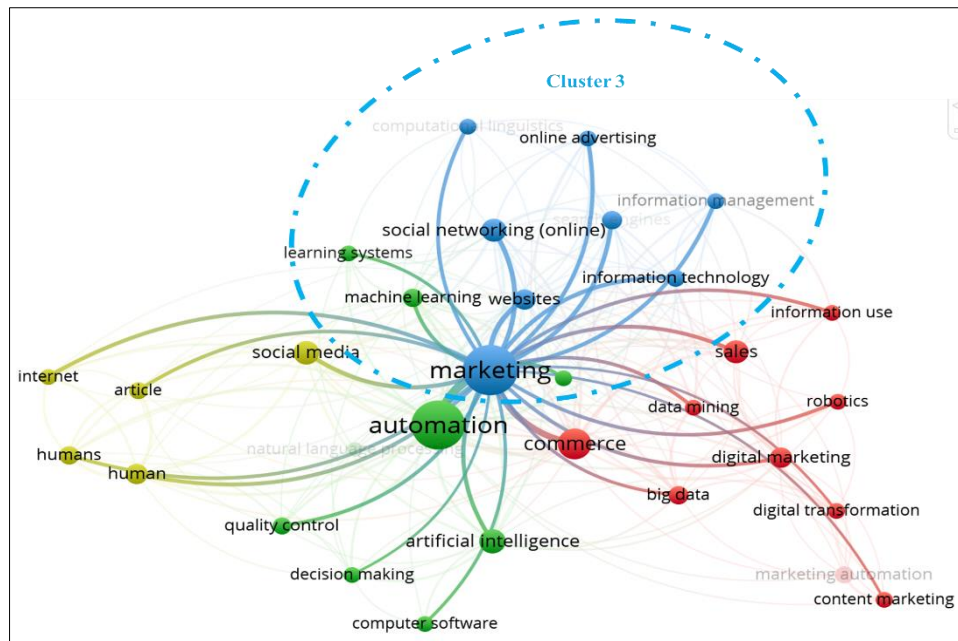 Cluster 3
computational linguistics
online advertising
information management
search engines
social networking (online)
learning systems
information technology
machine learning
websites
information use
social media
sales
marketing
internet
article
data mining
robotics
automation
commerce
natural language processing
humans
human
digital marketing
big data
quality control
digital transformation
artificial intelligence
decision making
marketing automation
content marketing
computer software